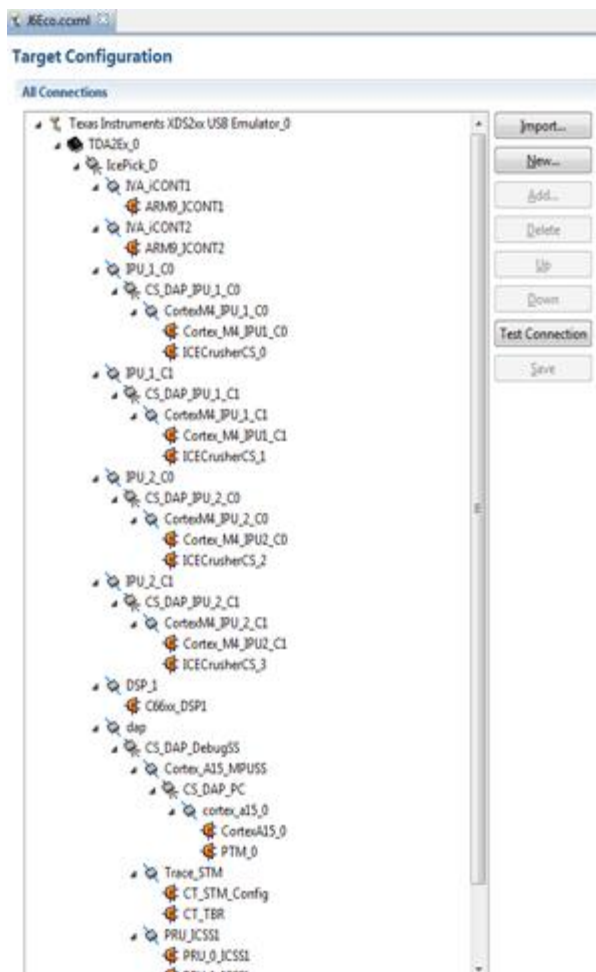 J6Eco.ccxml
Target Configuration
All Connections
Texas Instruments XDS2xx USB Emulator_0
Import...
TDA2Ex_0
IcePick_D
New...
IVA_iCONT1
ARM9_ICONT1
Add...
IVA_iCONT2
Delete
ARM9_ICONT2
Up
IPU_1_C0
CS_DAP_IPU_1_C0
Down
CortexM4_IPU_1_C0
Cortex_M4_IPU1_C0
Test Connection
ICECrusherCS_0
IPU_1_C1
Save
CS_DAP_IPU_1_C1
CortexM4_IPU_1_C1
Cortex_M4_IPU1_C1
ICECrusherCS_1
IPU_2_C0
CS_DAP_IPU_2_C0
CortexM4_IPU_2_C0
Cortex_M4_IPU2_C0
ICECrusherCS_2
IPU_2_C1
CS_DAP_IPU_2_C1
CortexM4_IPU_2_C1
Cortex_M4_IPU2_C1
ICECrusherCS_3
DSP_1
C66xx_DSP1
dap
CS_DAP_DebugSS
Cortex_A15_MPUSS
CS_DAP_PC
cortex_a15_0
CortexA15_0
PTM_0
Trace_STM
CT_STM_Config
CT_TBR
PRU_ICSS1
PRU_0_ICSS1